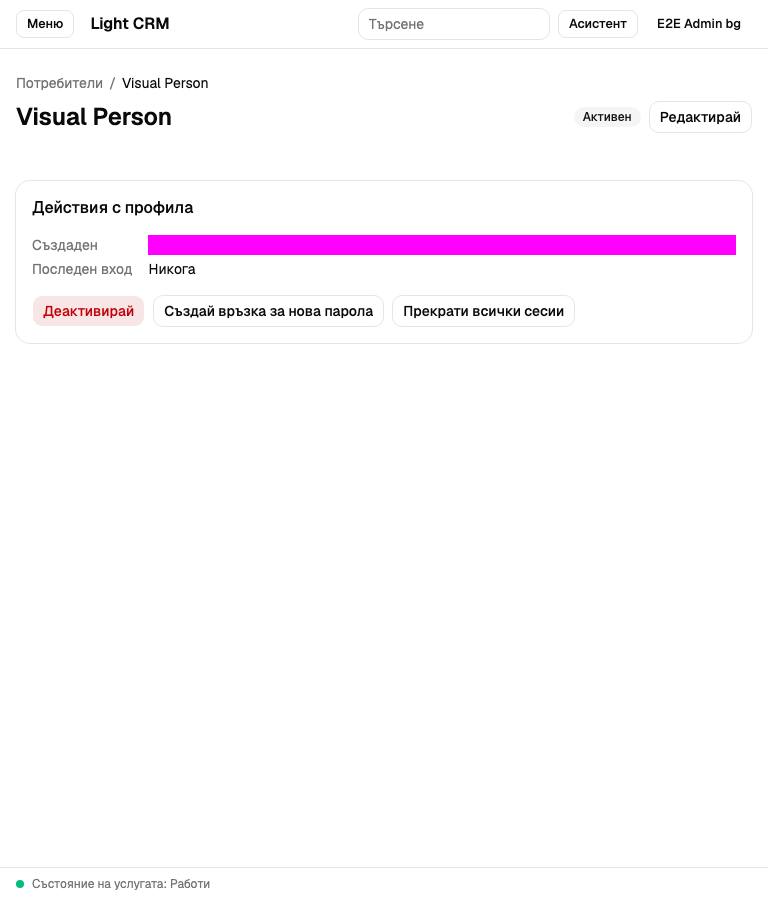 Меню Light CRM Търсене Асистент E2E Admin bg
Потребители / Visual Person
Visual Person Активен Редактирай
Действия с профила
Създаден
Последен вход Никога
Деактивирай Създай връзка за нова парола Прекрати всички сесии
Състояние на услугата: Работи